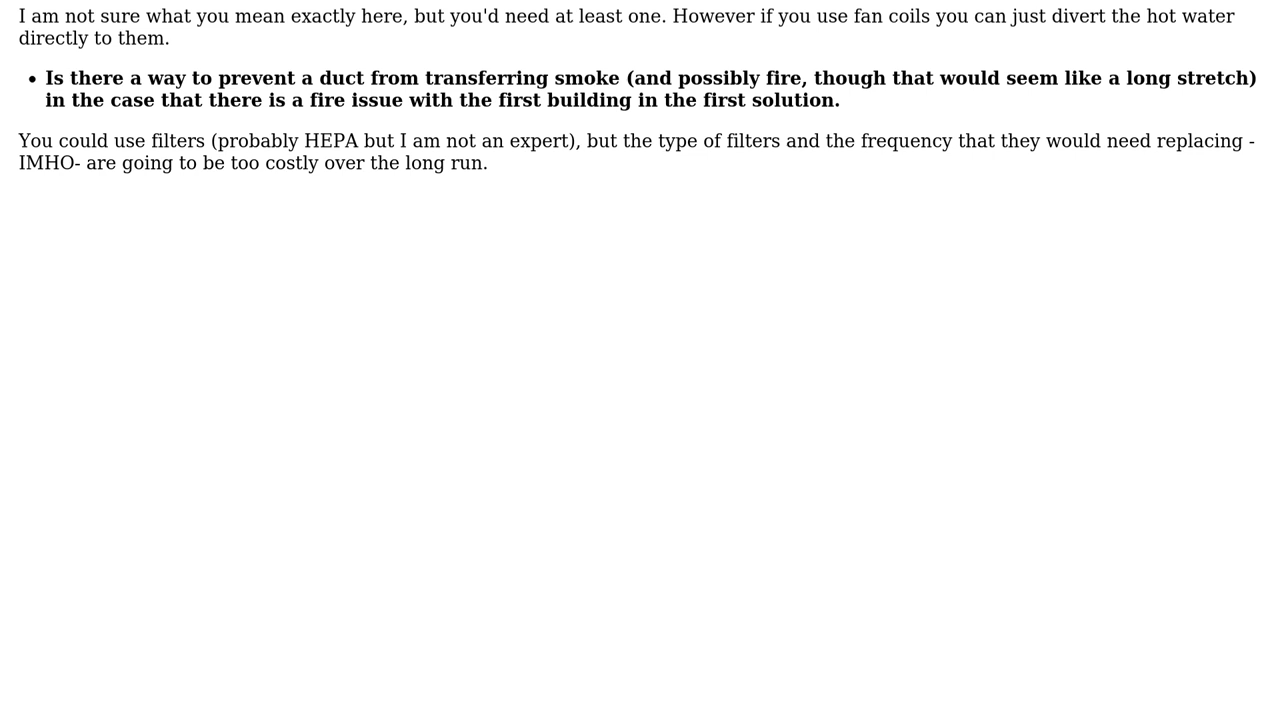 I am not sure what you mean exactly here, but you'd need at least one. However if you use fan coils you can just divert the hot water
directly to them.
• Is there a way to prevent a duct from transferring smoke (and possibly fire, though that would seem like a long stretch)
in the case that there is a fire issue with the first building in the first solution.
You could use filters (probably HEPA but I am not an expert), but the type of filters and the frequency that they would need replacing -
IMHO- are going to be too costly over the long run.